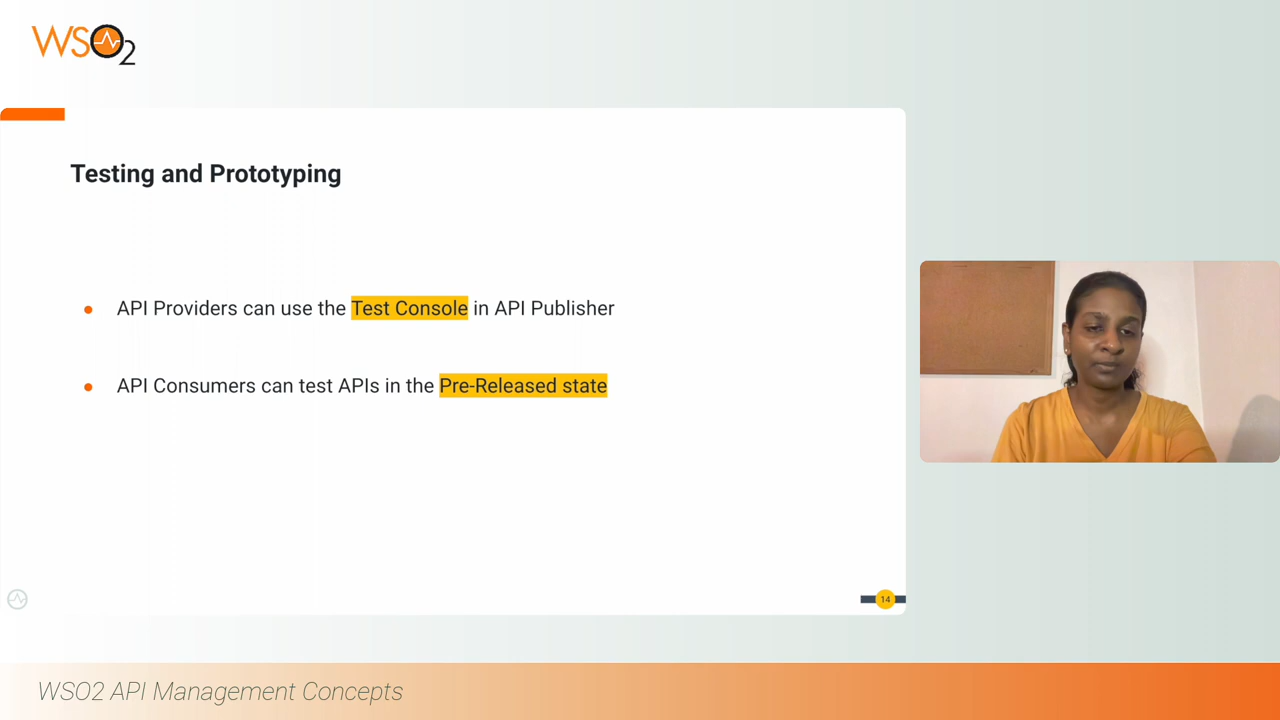 WSO2
Testing and Prototyping
API Providers can use the Test Console in API Publisher
API Consumers can test APIs in the Pre-Released state
14
WSO2 API Management Concepts